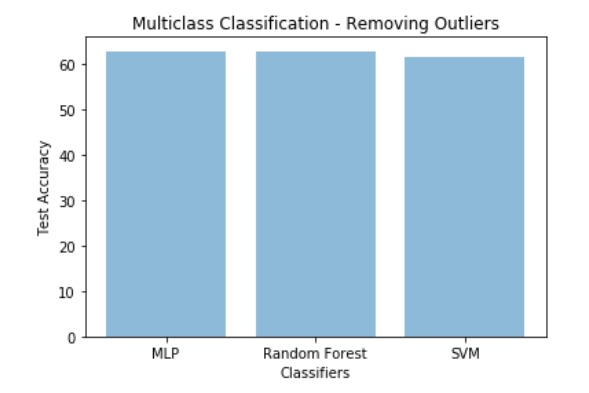 Multiclass Classification - Removing Outliers
60
50
40
30
20
10
0
Test Accuracy
MLP Random Forest SVM
Classifiers